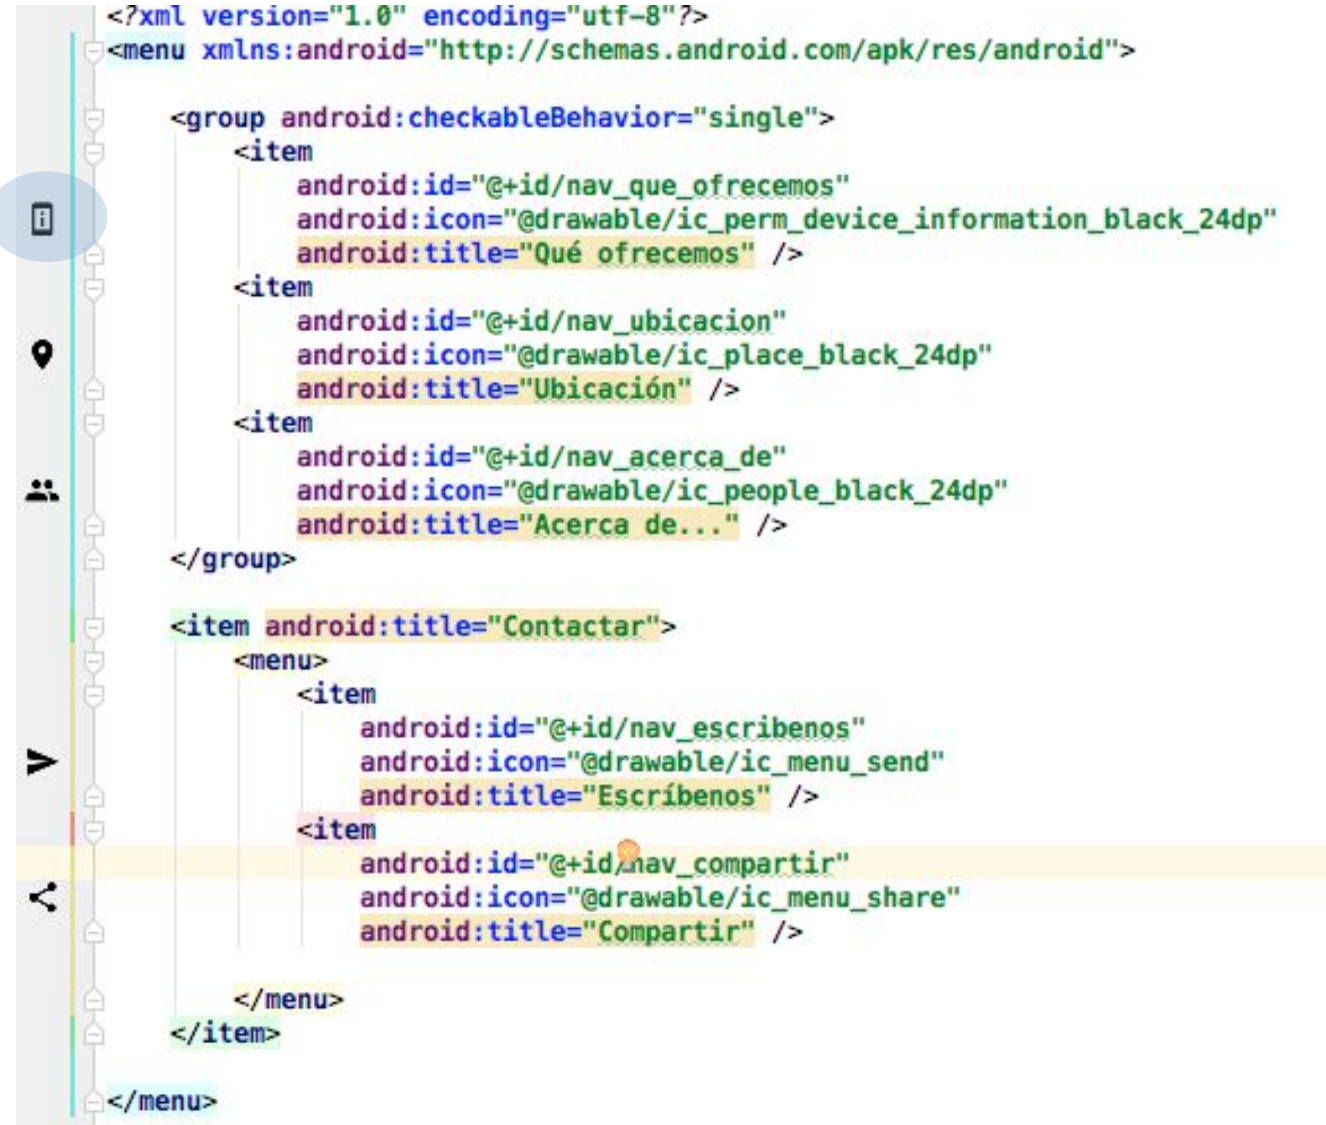 <?xml version="1.0" encoding="utf-8"?>
<menu xmlns:android="http://schemas.android.com/apk/res/android">
<group android:checkableBehavior="single">
<item
android:id="@+id/nav_que_ofrecemos"
android:icon="@drawable/ic_perm_device_information_black_24dp"
android:title="Qué ofrecemos" />
<item
android:id="@+id/nav_ubicacion"
android:icon="@drawable/ic_place_black_24dp"
android:title="Ubicación" />
<item
android:id="@+id/nav_acerca_de"
android:icon="@drawable/ic_people_black_24dp"
android:title="Acerca de..." />
</group>
<item android:title="Contactar">
<menu>
<item
android:id="@+id/nav_escribenos"
android:icon="@drawable/ic_menu_send"
android:title="Escríbenos" />
<item
android:id="@+id/nav_compartir"
android:icon="@drawable/ic_menu_share"
android:title="Compartir" />
</menu>
</item>
</menu>